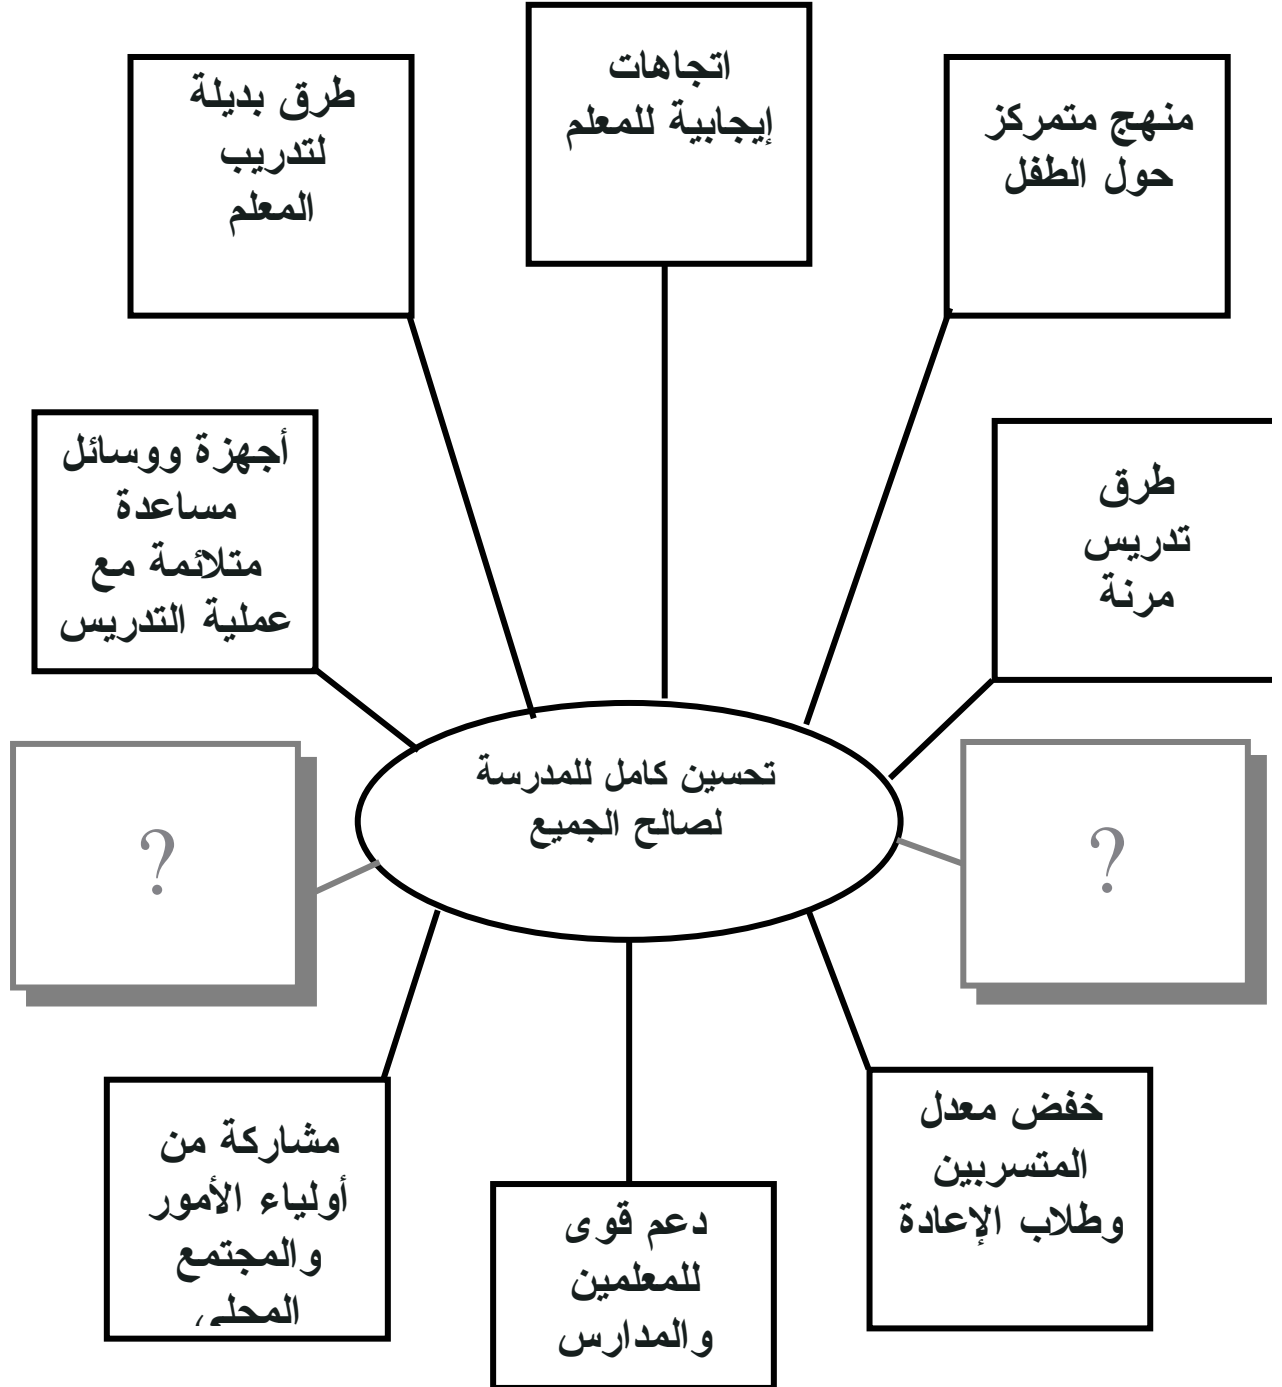 اتجاهات
إيجابية للمعلم
منهج متمركز
حول الطفل
طرق بديلة
لتدريب
المعلم
طرق
تدريس
مرنة
أجهزة ووسائل
مساعدة
متلائمة مع
عملية التدريس
تحسين كامل للمدرسة
لصالح الجميع
?
?
خفض معدل
المتسربين
وطلاب الإعادة
مشاركة من
أولياء الأمور
والمجتمع
المحلى
دعم قوى
للمعلمين
والمدارس